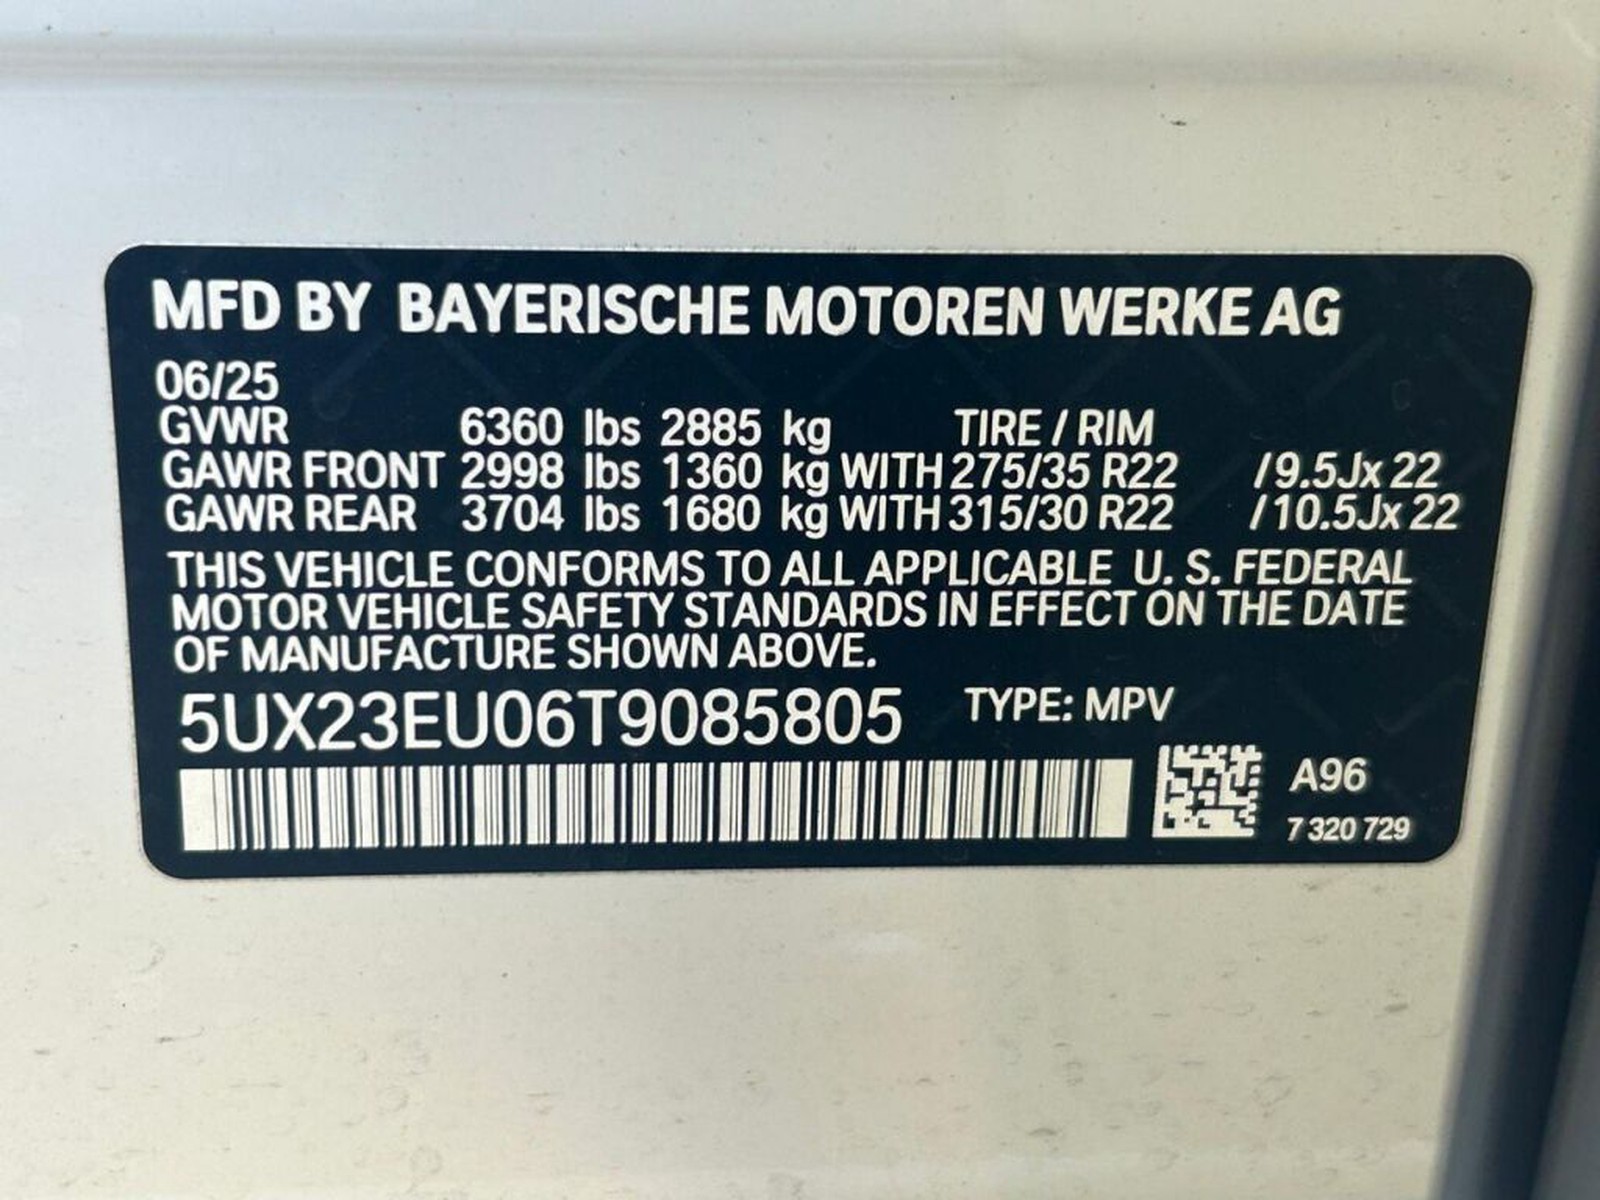 MFD BY BAYERISCHE MOTOREN WERKE AG
06/25
GVWR 6360 lbs 2885 kg TIRE / RIM
GAWR FRONT 2998 lbs 1360 kg WITH 275/35 R22 /9.5Jx 22
GAWR REAR 3704 lbs 1680 kg WITH 315/30 R22 /10.5Jx 22
THIS VEHICLE CONFORMS TO ALL APPLICABLE U. S. FEDERAL
MOTOR VEHICLE SAFETY STANDARDS IN EFFECT ON THE DATE
OF MANUFACTURE SHOWN ABOVE.
5UX23EU06T9085805 TYPE: MPV
A96
7 320 729